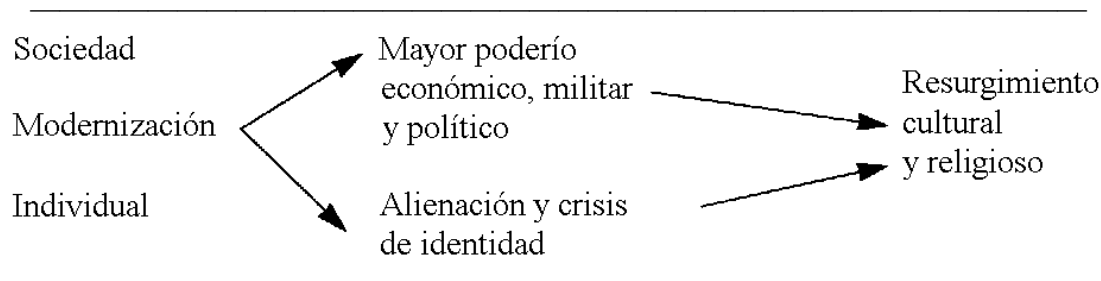 Sociedad
Modernización
Individual
Mayor poderío
económico, militar
y político
Alienación y crisis
de identidad
Resurgimiento
cultural
y religioso